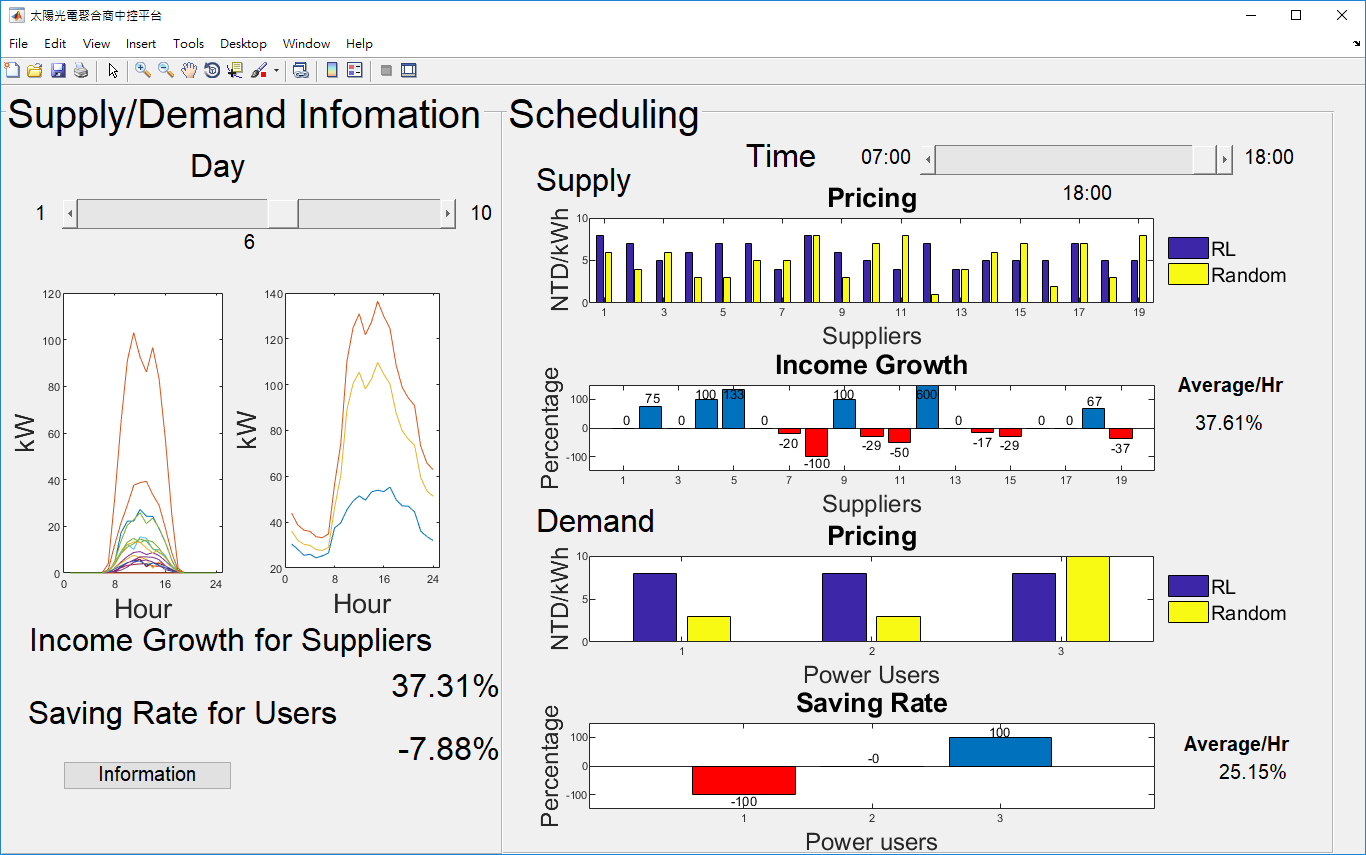 太陽光電聚合商中控平台
File Edit View Insert Tools Desktop Window Help
Supply/Demand Infomation
Day
1 10
6
120
100
80
60
40
20
0
kW
0 8 16 24
Hour
140
120
100
80
60
40
20
kW
0 8 16 24
Hour
Income Growth for Suppliers
37.31%
Saving Rate for Users
-7.88%
Information
Scheduling
Time 07:00 18:00
18:00
Supply
Pricing
NTD/kWh
10
5
0
1 3 5 7 9 11 13 15 17 19
Suppliers
RL
Random
Income Growth
Percentage
100
0
-100
0 75 0 100 133 0 -20 -100 100 -29 -50 600 0 -17 -29 0 0 67 -37
1 3 5 7 9 11 13 15 17 19
Suppliers
Average/Hr
37.61%
Demand
Pricing
NTD/kWh
10
5
0
1 2 3
Power Users
RL
Random
Saving Rate
Percentage
100
0
-100
-100 -0 100
1 2 3
Power users
Average/Hr
25.15%